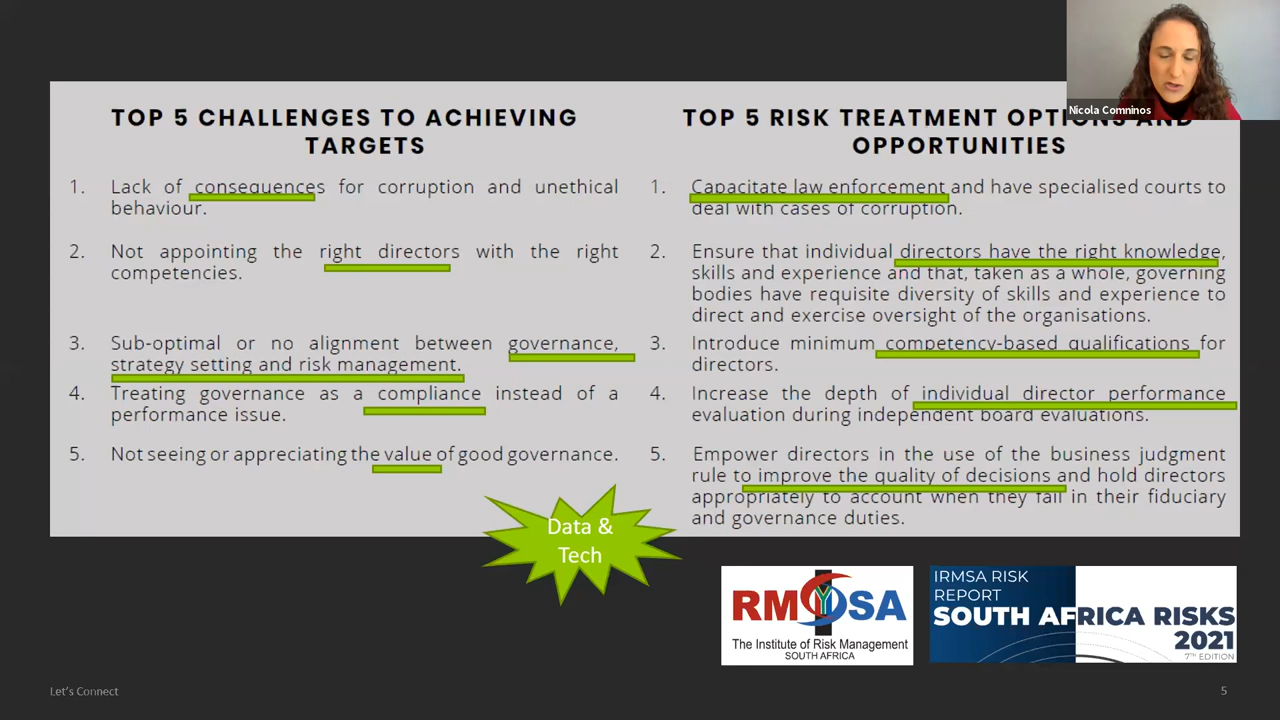 Nicola Comninos
TOP 5 CHALLENGES TO ACHIEVING
TARGETS
1. Lack of consequences for corruption and unethical
behaviour.
2. Not appointing the right directors with the right
competencies.
3. Sub-optimal or no alignment between governance,
strategy setting and risk management.
4. Treating governance as a compliance instead of a
performance issue.
5. Not seeing or appreciating the value of good governance.
TOP 5 RISK TREATMENT OPTIONS AND
OPPORTUNITIES
1. Capacitate law enforcement and have specialised courts to
deal with cases of corruption.
2. Ensure that individual directors have the right knowledge,
skills and experience and that, taken as a whole, governing
bodies have requisite diversity of skills and experience to
direct and exercise oversight of the organisations.
3. Introduce minimum competency-based qualifications for
directors.
4. Increase the depth of individual director performance
evaluation during independent board evaluations.
5. Empower directors in the use of the business judgment
rule to improve the quality of decisions and hold directors
appropriately to account when they fail in their fiduciary
and governance duties.
Data &
Tech
RMSA
The Institute of Risk Management
SOUTH AFRICA
IRMSA RISK
REPORT
SOUTH AFRICA RISKS
2021
7TH EDITION
Let's Connect
5